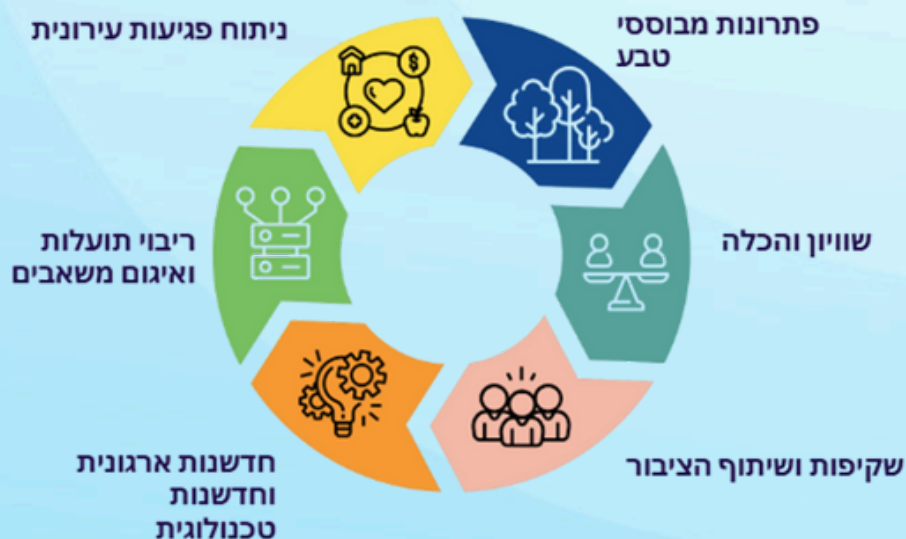 פתרונות מבוססי
טבע
שוויון והכלה
שקיפות ושיתוף הציבור
חדשנות ארגונית
וחדשנות
טכנולוגית
ריבוי תועלות
ואיגום משאבים
ניתוח פגיעות עירונית